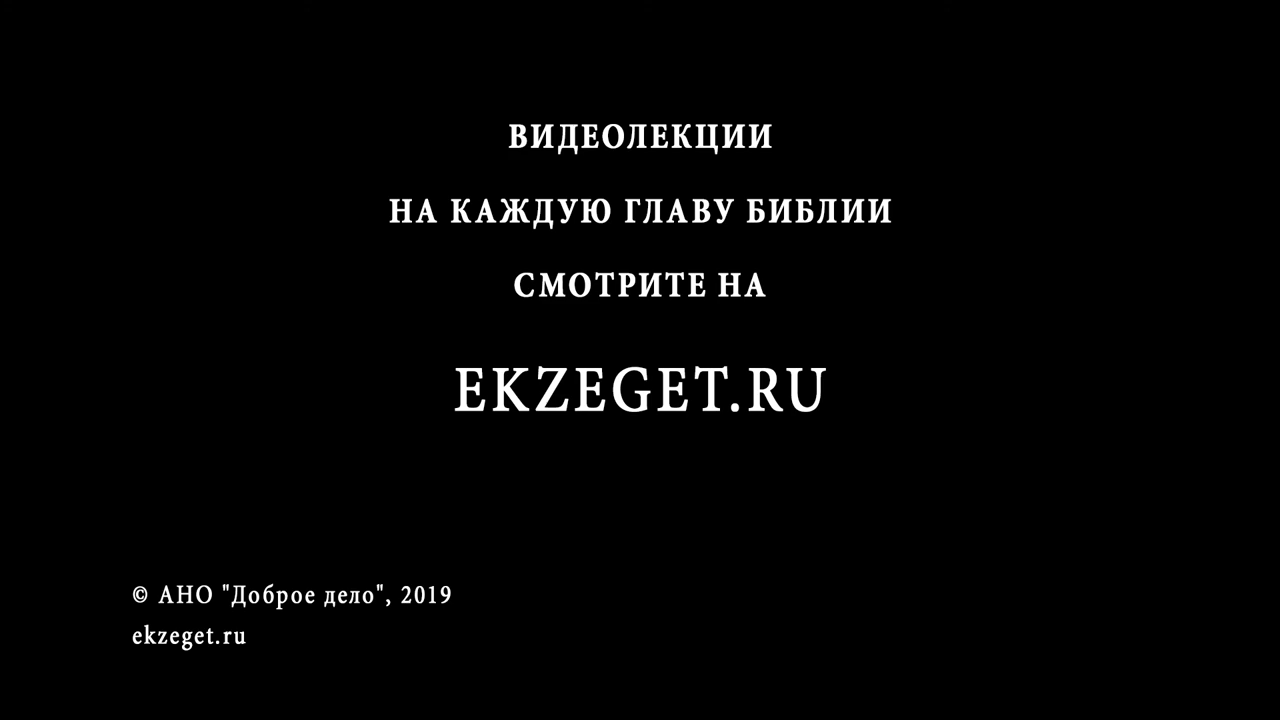 ВИДЕОЛЕКЦИИ
НА КАЖДУЮ ГЛАВУ БИБЛИИ
СМОТРИТЕ НА
EKZEGET.RU
© АНО "Доброе дело", 2019
ekzeget.ru